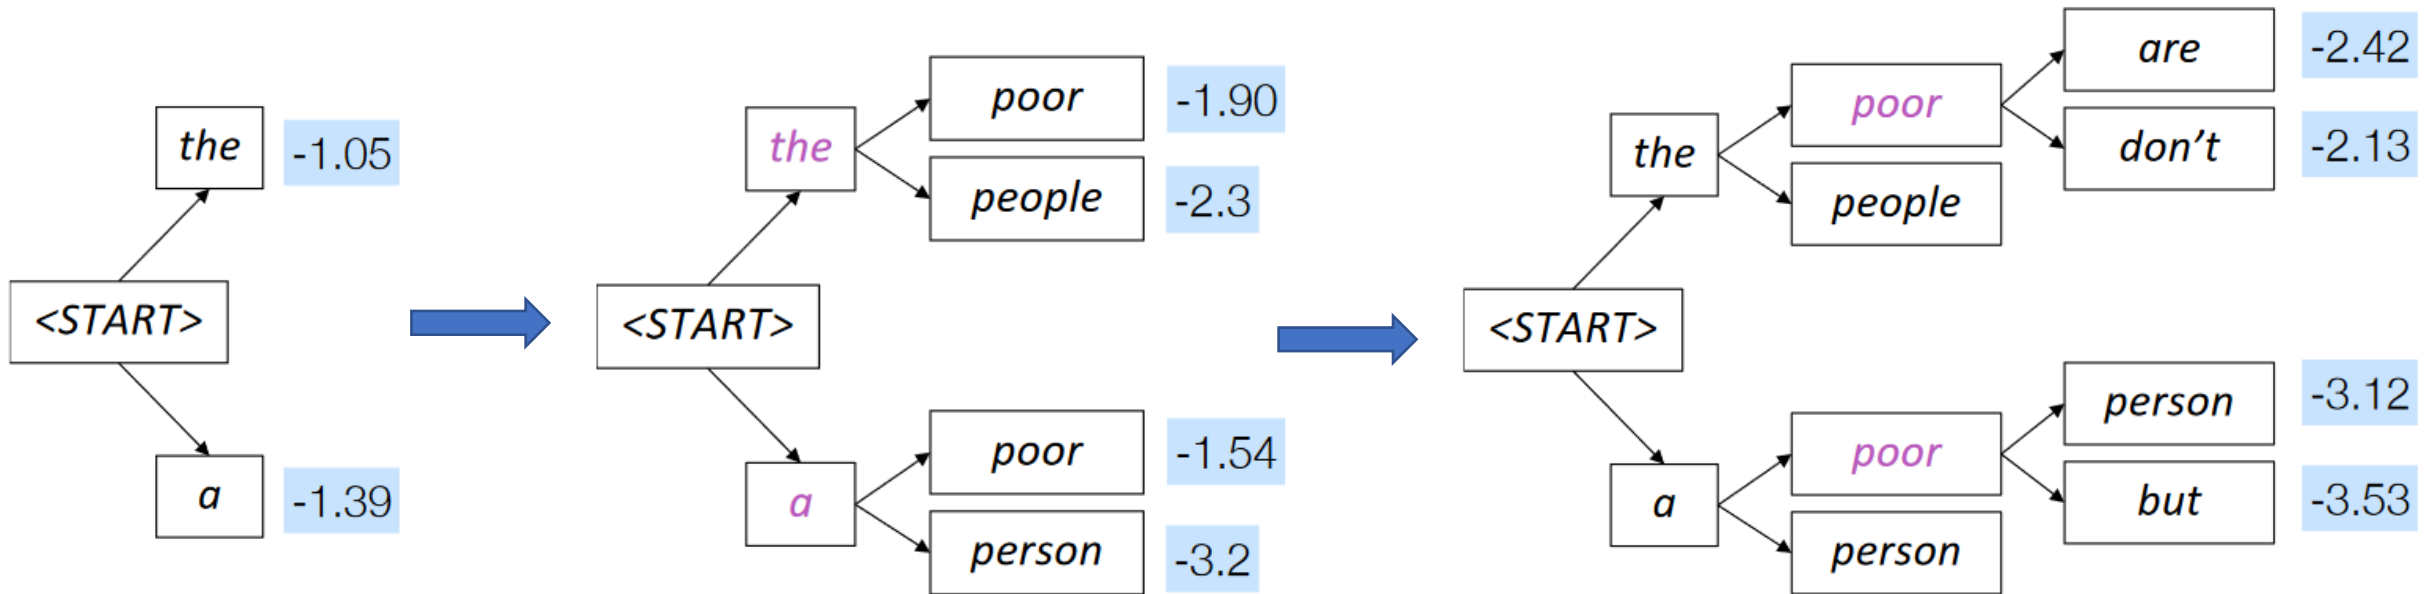 the
-1.05
<START>
a
-1.39
the
poor
-1.90
people
-2.3
<START>
a
poor
-1.54
person
-3.2
the
poor
are
-2.42
don't
-2.13
people
<START>
a
poor
person
-3.12
but
-3.53
person